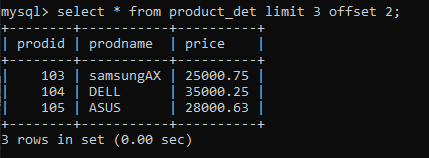 mysql> select * from product_det limit 3 offset 2;
+--------+-----------+----------+
| prodid | prodname  | price    |
+--------+-----------+----------+
|    103 | samsungAX | 25000.75 |
|    104 | DELL      | 35000.25 |
|    105 | ASUS      | 28000.63 |
+--------+-----------+----------+
3 rows in set (0.00 sec)